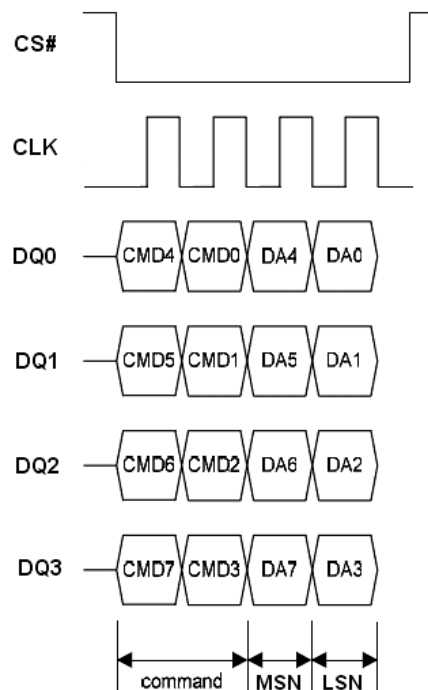 CS#
CLK
DQ0 CMD4 CMD0 DA4 DA0
DQ1 CMD5 CMD1 DA5 DA1
DQ2 CMD6 CMD2 DA6 DA2
DQ3 CMD7 CMD3 DA7 DA3
command MSN LSN